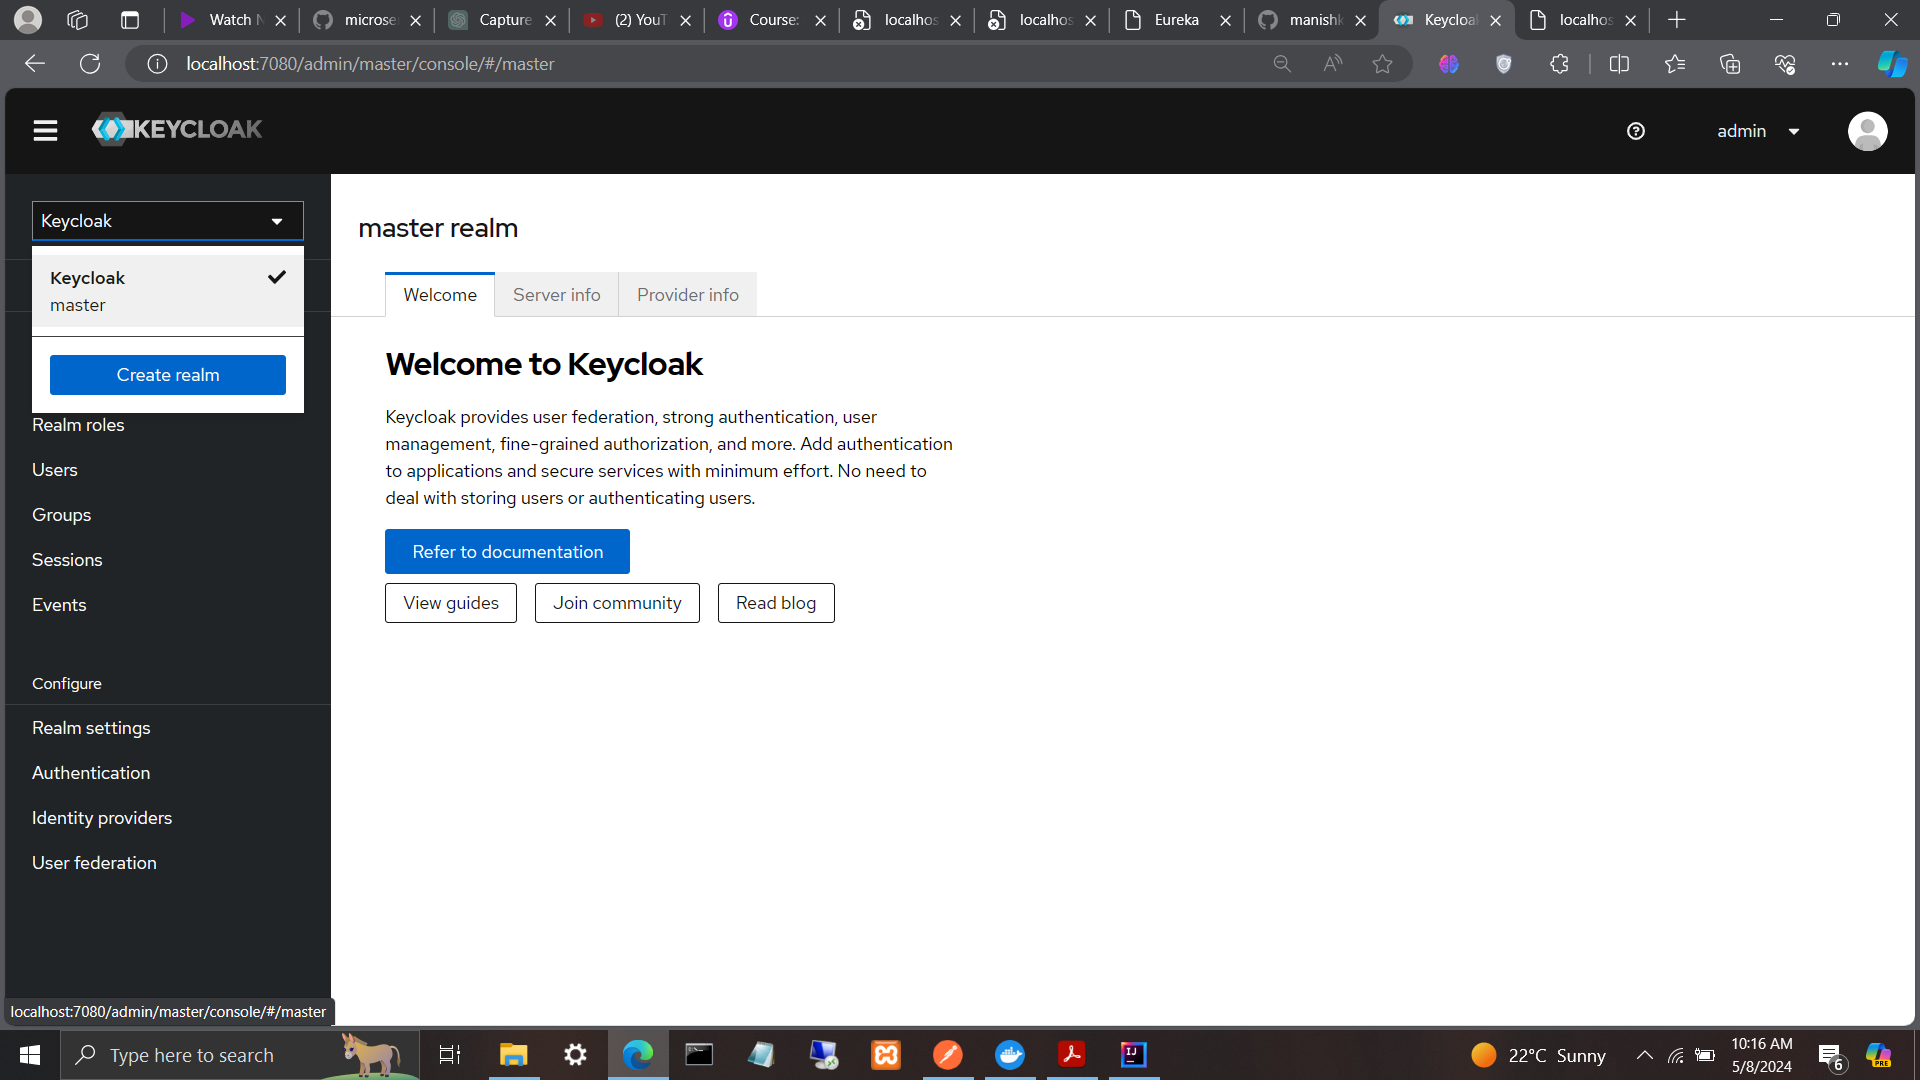 Watch N
microse
Capture
(2) YouT
Course:
localhos
localhos
Eureka
manishk
Keycloak
localhos
localhost:7080/admin/master/console/#/master
KEYCLOAK
admin
Keycloak
Keycloak
master
Create realm
Realm roles
Users
Groups
Sessions
Events
Configure
Realm settings
Authentication
Identity providers
User federation
master realm
Welcome Server info Provider info
Welcome to Keycloak
Keycloak provides user federation, strong authentication, user
management, fine-grained authorization, and more. Add authentication
to applications and secure services with minimum effort. No need to
deal with storing users or authenticating users.
Refer to documentation
View guides Join community Read blog
localhost:7080/admin/master/console/#/master
Type here to search
IJ
22°C Sunny
10:16 AM
5/8/2024
6
PRE